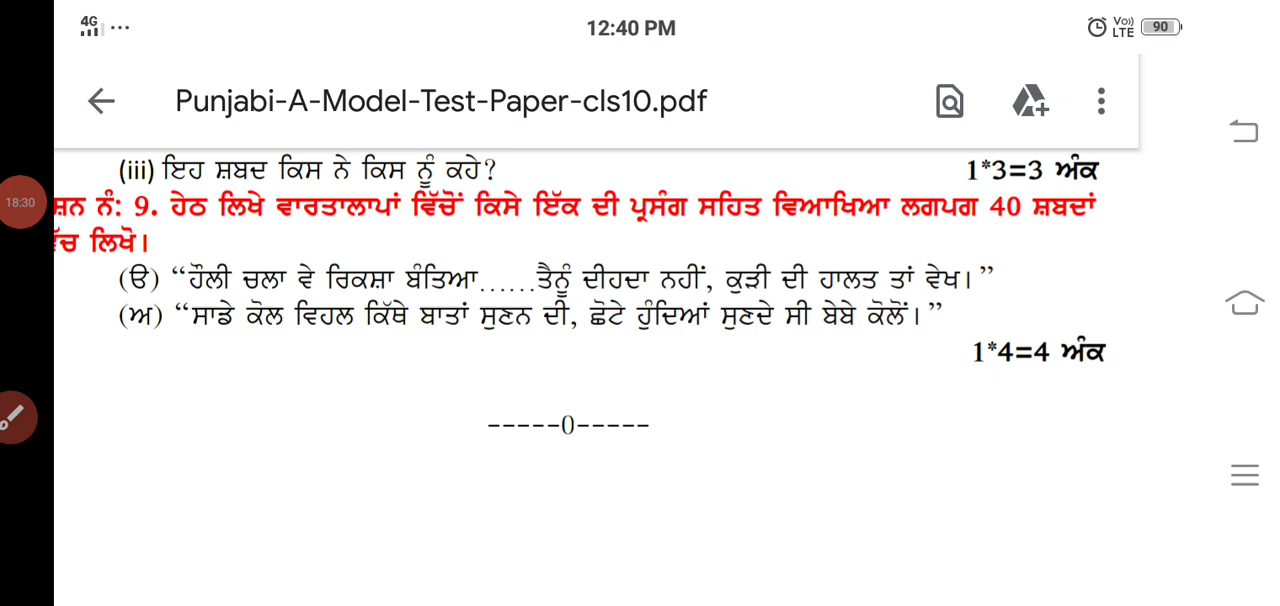 4G ... 12:40 PM Vo)) LTE 90
Punjabi-A-Model-Test-Paper-cls10.pdf
(iii) ਇਹ ਸ਼ਬਦ ਕਿਸ ਨੇ ਕਿਸ ਨੂੰ ਕਹੇ? 1*3=3 ਅੰਕ
18:30
ਸ਼ਨ ਨੰ: 9. ਹੇਠ ਲਿਖੇ ਵਾਰਤਾਲਾਪਾਂ ਵਿੱਚੋਂ ਕਿਸੇ ਇੱਕ ਦੀ ਪ੍ਰਸੰਗ ਸਹਿਤ ਵਿਆਖਿਆ ਲਗਪਗ 40 ਸ਼ਬਦਾਂ
ੱਚ ਲਿਖੋ।
(ੳ) “ਹੌਲੀ ਚਲਾ ਵੇ ਰਿਕਸ਼ਾ ਬੰਤਿਆ......ਤੈਨੂੰ ਦੀਹਦਾ ਨਹੀਂ, ਕੁੜੀ ਦੀ ਹਾਲਤ ਤਾਂ ਵੇਖ।”
(ਅ) “ਸਾਡੇ ਕੋਲ ਵਿਹਲ ਕਿੱਥੇ ਬਾਤਾਂ ਸੁਣਨ ਦੀ, ਛੋਟੇ ਹੁੰਦਿਆਂ ਸੁਣਦੇ ਸੀ ਬੇਬੇ ਕੋਲੋਂ।”
1*4=4 ਅੰਕ
-----0-----